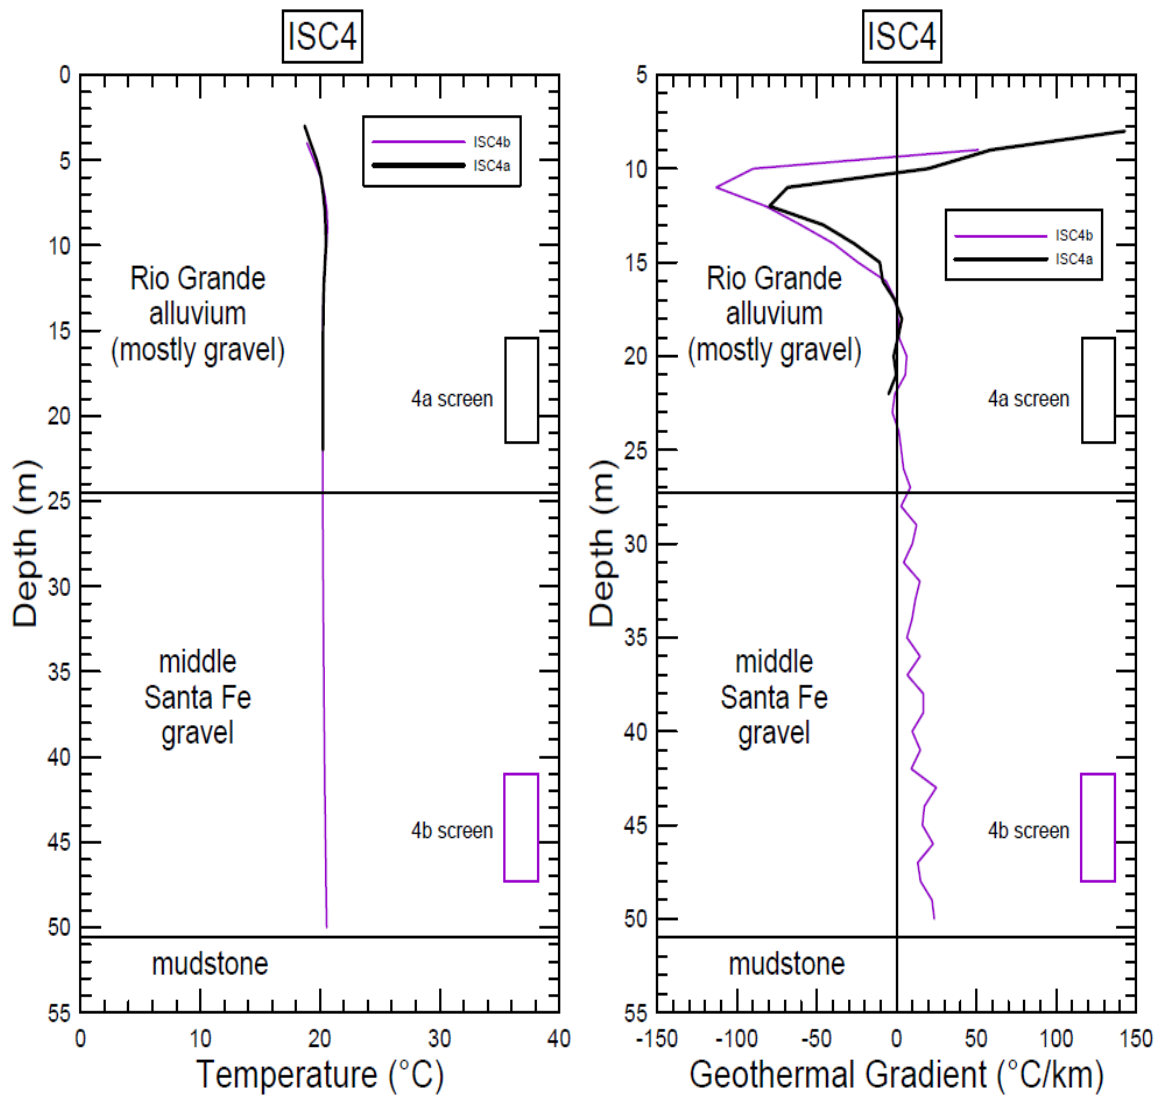 ISC4
0
5
10
15
20
25
30
35
40
45
50
55
Depth (m)
ISC4b
ISC4a
Rio Grande
alluvium
(mostly gravel)
4a screen
middle
Santa Fe
gravel
4b screen
mudstone
0
10
20
30
40
Temperature (°C)
ISC4
5
10
15
20
25
30
35
40
45
50
55
Depth (m)
ISC4b
ISC4a
Rio Grande
alluvium
(mostly gravel)
4a screen
middle
Santa Fe
gravel
4b screen
mudstone
-150
-100
-50
0
50
100
150
Geothermal Gradient (°C/km)